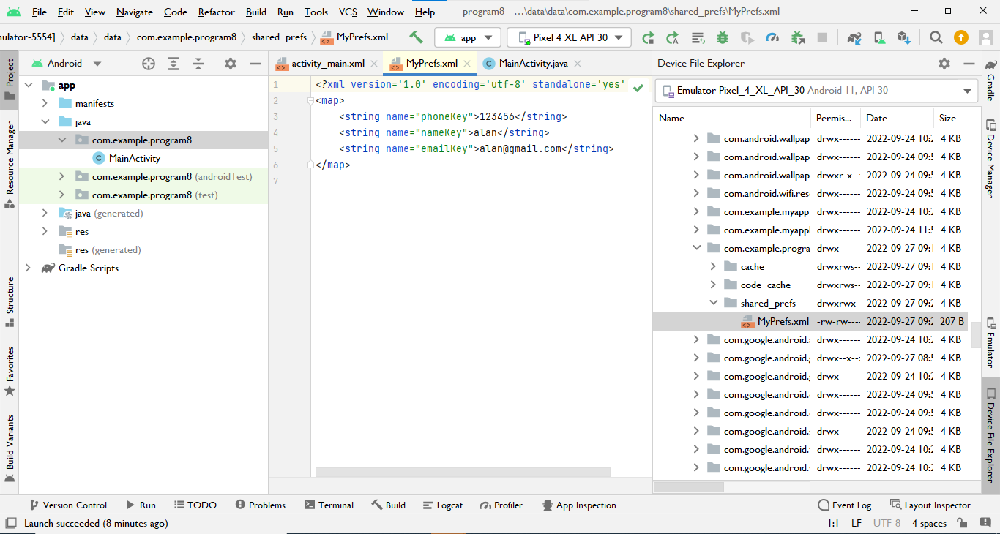 File Edit View Navigate Code Refactor Build Run Tools VCS Window Help program8 - ...\data\data\com.example.program8\shared_prefs\MyPrefs.xml
nulator-5554] data data com.example.program8 shared_prefs MyPrefs.xml app Pixel 4 XL API 30
Project
Resource Manager
Structure
Favorites
Build Variants
Android
app
manifests
java
com.example.program8
MainActivity
com.example.program8 (androidTest)
com.example.program8 (test)
java (generated)
res
res (generated)
Gradle Scripts
activity_main.xml MyPrefs.xml MainActivity.java
1 <?xml version='1.0' encoding='utf-8' standalone='yes'
2 <map>
3 <string name="phoneKey">123456</string>
4 <string name="nameKey">alan</string>
5 <string name="emailKey">alan@gmail.com</string>
6 </map>
7
Device File Explorer
Emulator Pixel_4_XL_API_30 Android 11, API 30
Name Permis... Date Size
com.android.wallpap drwx------ 2022-09-24 10:2 4 KB
com.android.wallpap drwx------ 2022-09-24 09:5 4 KB
com.android.wallpap drwxr-x-- 2022-09-24 09:5 4 KB
com.android.wifi.res drwx------ 2022-09-24 09:5 4 KB
com.example.myapp drwx------ 2022-09-24 10:2 4 KB
com.example.myappl drwx------ 2022-09-24 11:5 4 KB
com.example.progra drwx------ 2022-09-27 09:1 4 KB
cache drwxrws-- 2022-09-27 09:1 4 KB
code_cache drwxrws-- 2022-09-27 09:1 4 KB
shared_prefs drwxrwx-- 2022-09-27 09:2 4 KB
MyPrefs.xml -rw-rw---- 2022-09-27 09:2 207 B
com.google.android. drwx------ 2022-09-24 10:2 4 KB
com.google.android. drwx--x-- 2022-09-27 08:5 4 KB
com.google.android. drwx------ 2022-09-24 10:2 4 KB
com.google.android. drwx------ 2022-09-24 09:5 4 KB
com.google.android. drwx------ 2022-09-24 09:5 4 KB
com.google.android. drwx------ 2022-09-24 09:5 4 KB
com.google.android. drwx------ 2022-09-24 10:2 4 KB
com.google.android. drwx------ 2022-09-24 10:2 4 KB
Gradle
Device Manager
Emulator
Device File Explorer
Version Control Run TODO Problems Terminal Build Logcat Profiler App Inspection Event Log Layout Inspector
Launch succeeded (8 minutes ago) 1:1 LF UTF-8 4 spaces